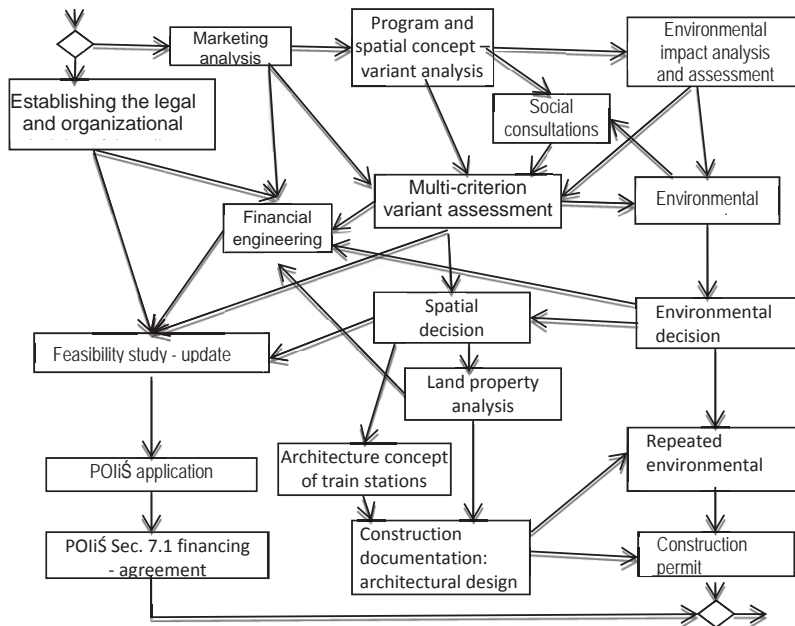 Marketing
analysis
Program and
spatial concept –
variant analysis
Environmental
impact analysis
and assessment
Establishing the legal
and organizational
Social
consultations
Multi-criterion
variant assessment
Environmental
Financial
engineering
Spatial
decision
Environmental
decision
Feasibility study - update
Land property
analysis
Architecture concept
of train stations
Repeated
environmental
POIiŚ application
POIiŚ Sec. 7.1 financing
- agreement
Construction
documentation:
architectural design
Construction
permit